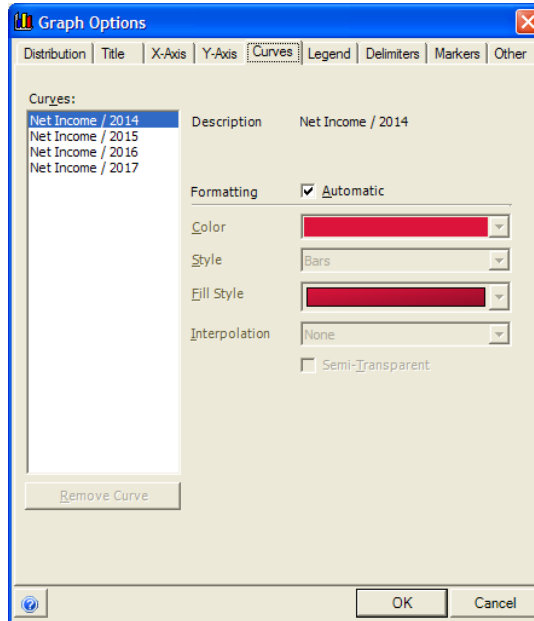 Graph Options
Distribution Title X-Axis Y-Axis Curves Legend Delimiters Markers Other
Curves:
Net Income / 2014
Net Income / 2015
Net Income / 2016
Net Income / 2017
Description Net Income / 2014
Formatting Automatic
Color
Style Bars
Fill Style
Interpolation None
Semi-Transparent
Remove Curve
? OK Cancel